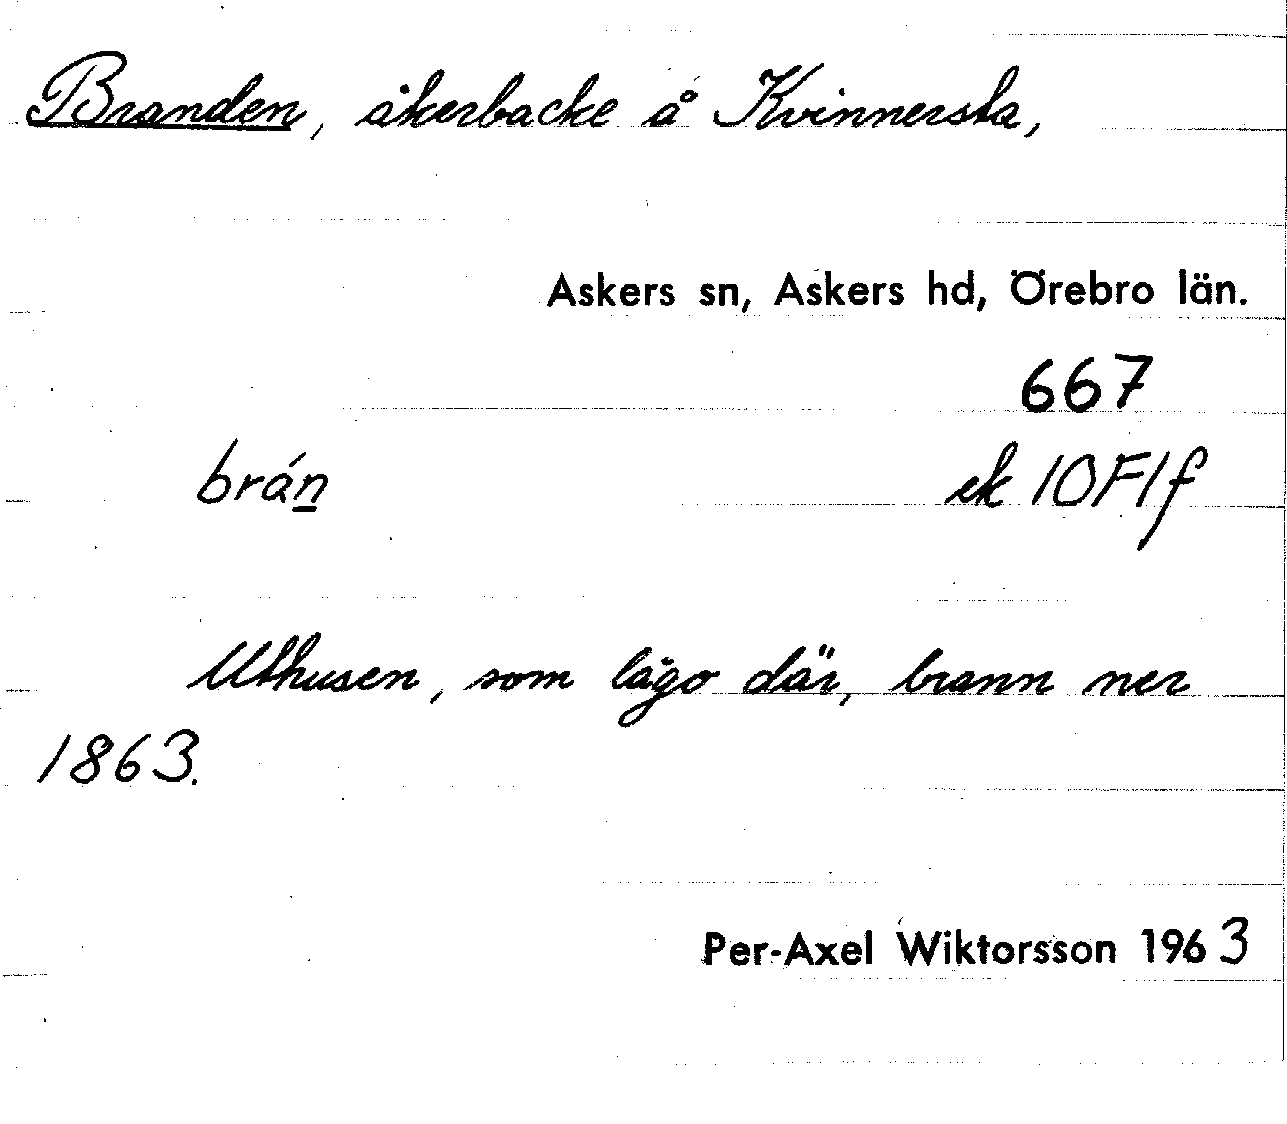 Branden, åkerbacke å Kvinnersta,
Askers sn, Askers hd, Örebro län.
667
brán̲ ek 10F1f
Uthusen, som lågo där, brann ner
1863.
Per-Axel Wiktorsson 1963